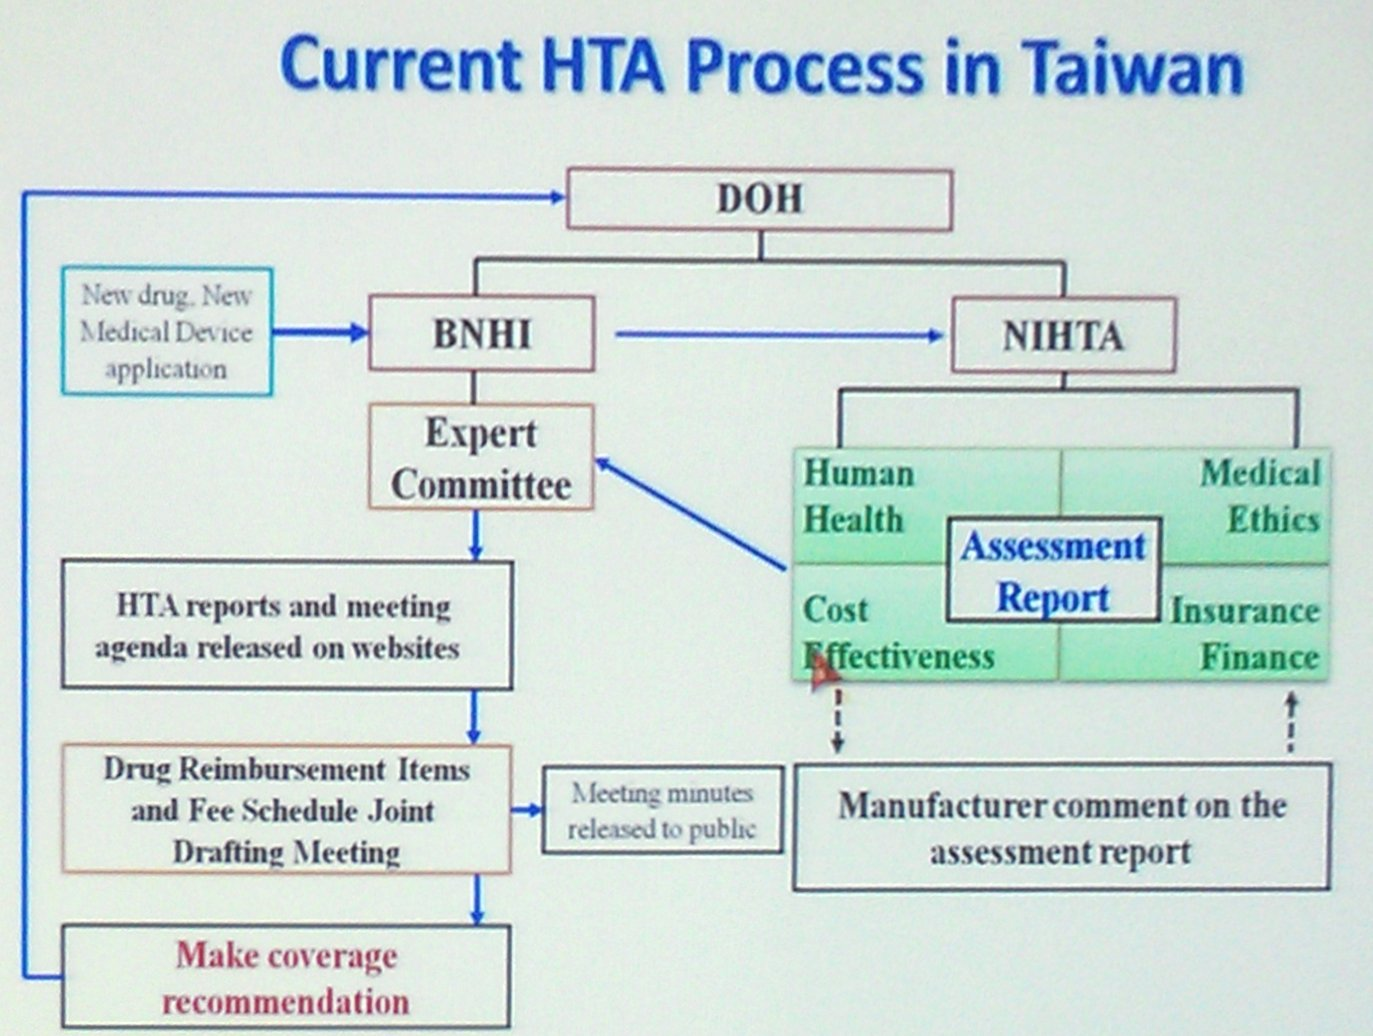 Current HTA Process in Taiwan
DOH
New drug, New
Medical Device
application
BNHI
NIHTA
Expert
Committee
Human
Health
Medical
Ethics
Assessment
Report
Cost
Effectiveness
Insurance
Finance
HTA reports and meeting
agenda released on websites
Drug Reimbursement Items
and Fee Schedule Joint
Drafting Meeting
Meeting minutes
released to public
Manufacturer comment on the
assessment report
Make coverage
recommendation